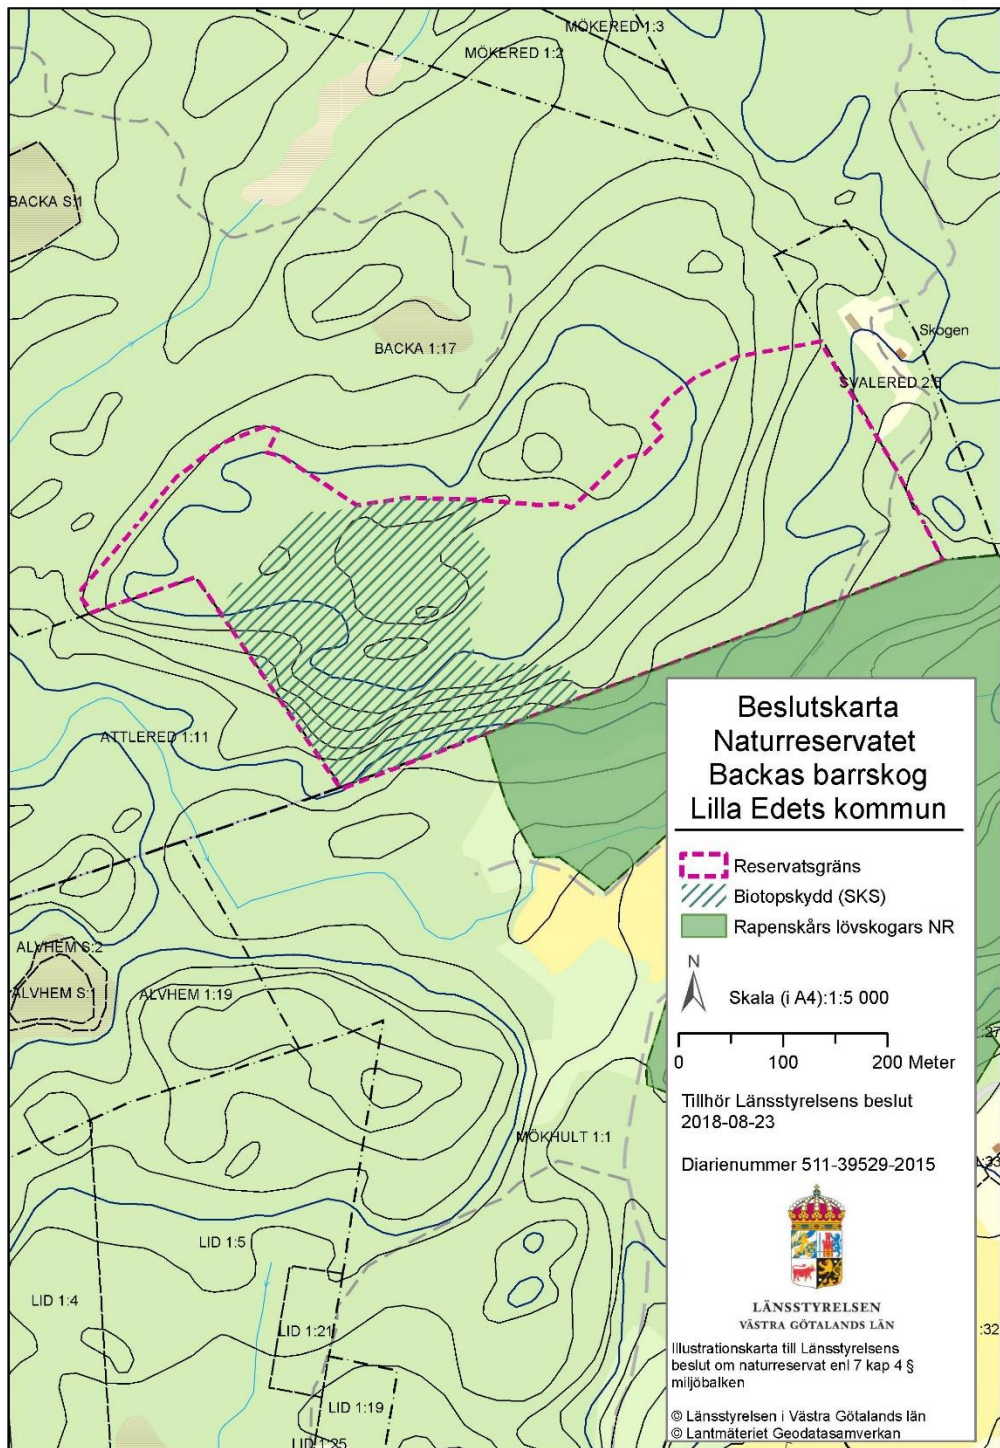 MÖKERED 1:3
MÖKERED 1:2
BACKA S:1
BACKA 1:17
Skogen
SVALERED 2:6
ATTLERED 1:11
ALVHEM S:2
ALVHEM S:1
ALVHEM 1:19
MÖKHULT 1:1
LID 1:5
LID 1:4
LID 1:21
LID 1:19
LID 1:25
:32
Beslutskarta
Naturreservatet
Backas barrskog
Lilla Edets kommun
Reservatsgräns
Biotopskydd (SKS)
Rapenskårs lövskogars NR
N
Skala (i A4):1:5 000
0 100 200 Meter
Tillhör Länsstyrelsens beslut
2018-08-23
Diarienummer 511-39529-2015
LÄNSSTYRELSEN
VÄSTRA GÖTALANDS LÄN
Illustrationskarta till Länsstyrelsens
beslut om naturreservat enl 7 kap 4 §
miljöbalken
© Länsstyrelsen i Västra Götalands län
© Lantmäteriet Geodatasamverkan